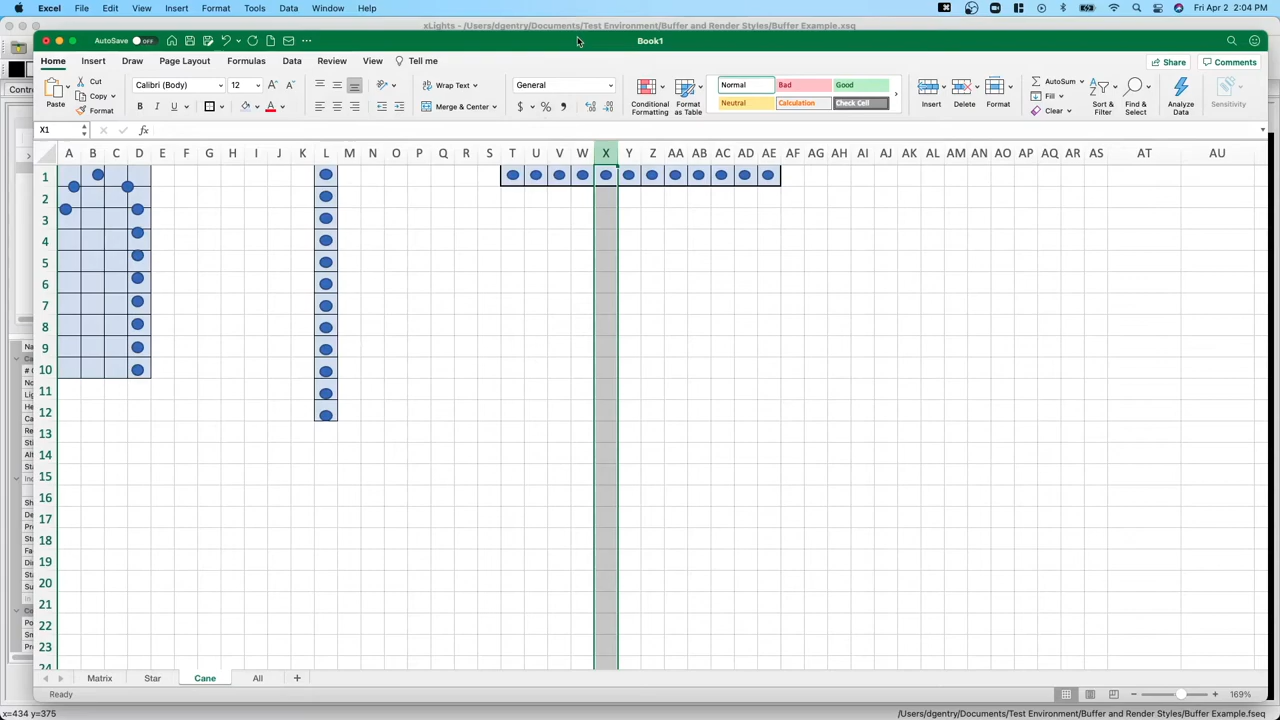 Excel File Edit View Insert Format Tools Data Window Help Fri Apr 2 2:04 PM
xLights - /Users/dgentry/Documents/Test Environment/Buffer and Render Styles/Buffer Example.xsq
AutoSave OFF Book1
Home Insert Draw Page Layout Formulas Data Review View Tell me Share Comments
Paste Cut Copy Format
Calibri (Body) 12 A A
B I U A
Wrap Text
Merge & Center
General
$ % 
Conditional Formatting
Format as Table
Normal Bad Good
Neutral Calculation Check Cell
Insert Delete Format
AutoSum Fill Clear
Sort & Filter
Find & Select
Analyze Data
Sensitivity
Contro
X1 fx
A B C D E F G H I J K L M N O P Q R S T U V W X Y Z AA AB AC AD AE AF AG AH AI AJ AK AL AM AN AO AP AQ AR AS AT AU
1
2
3
4
5
6
7
8
9
10
11
12
13
14
15
16
17
18
19
20
21
22
23
24
Matrix Star Cane All +
Ready 169%
x=434 y=375 /Users/dgentry/Documents/Test Environment/Buffer and Render Styles/Buffer Example.fseq